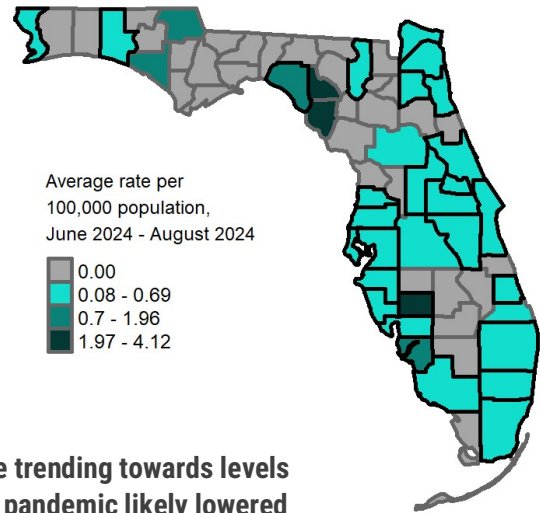 Average rate per
100,000 population,
June 2024 - August 2024
0.00
0.08 - 0.69
0.7 - 1.96
1.97 - 4.12
e trending towards levels
pandemic likely lowered